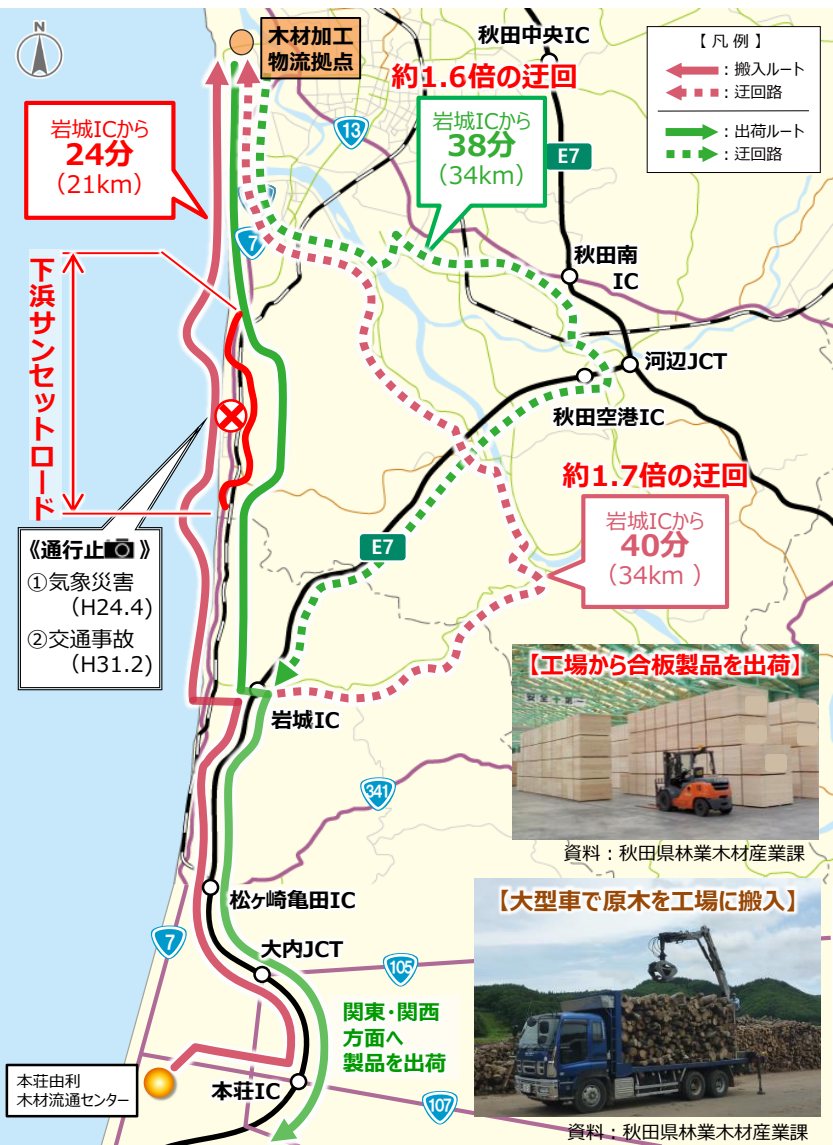 木材加工
物流拠点
秋田中央IC
【 凡 例 】
：搬入ルート
：迂回路
：出荷ルート
：迂回路
約1.6倍の迂回
岩城ICから
24分
（21km）
岩城ICから
38分
（34km）
13
E7
7
秋田南
IC
下浜サンセットロード
河辺JCT
秋田空港IC
約1.7倍の迂回
岩城ICから
40分
（34km ）
E7
《通行止 》
①気象災害
（H24.4）
②交通事故
（H31.2）
岩城IC
【工場から合板製品を出荷】
安全第一
資料：秋田県林業木材産業課
341
松ヶ崎亀田IC
【大型車で原木を工場に搬入】
7
大内JCT
105
関東･関西
方面へ
製品を出荷
本荘由利
木材流通センター
本荘IC
107
資料：秋田県林業木材産業課